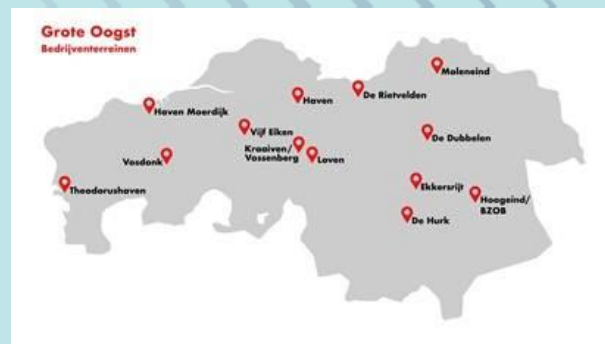 Grote Oogst
Bedrijventerreinen
Moleneind
De Rietvelden
Haven
Haven Moerdijk
Vijf Eiken
De Dubbelen
Kraaiven/
Vossenberg
Loven
Vosdonk
Theodorushaven
Ekkersrijt
Hoogeind/
BZOB
De Hurk